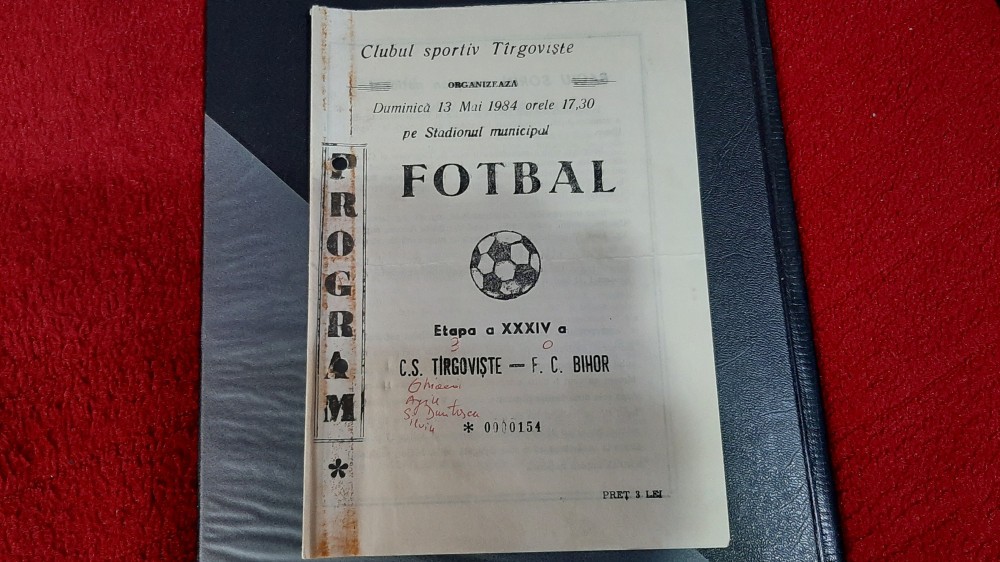 Clubul sportiv Tîrgoviște
ORGANIZEAZĂ
Duminică 13 Mai 1984 orele 17,30
pe Stadionul municipal
PROGRAM *
FOTBAL
Etapa a XXXIV a
3 0
C.S. TÎRGOVIȘTE — F. C. BIHOR
* 0000154
PREȚ 3 LEI